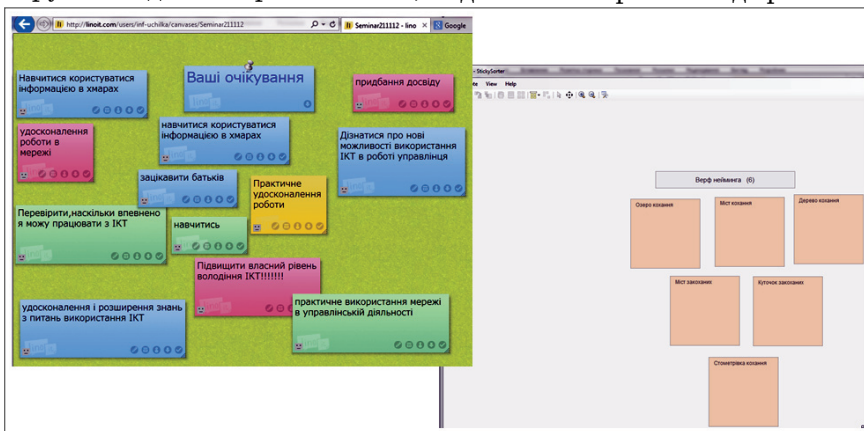 http://linoit.com/users/inf-uchilka/canvases/Seminar211112
Seminar211112 - lino
Google
Навчитися користуватися
інформацією в хмарах
Ваші очікування
придбання досвіду
удосконалення
роботи в
мережі
навчитися користуватися
інформацією в хмарах
Дізнатися про нові
можливості використання
ІКТ в роботі управлінця
зацікавити батьків
Практичне
удосконалення
роботи
Перевірити,наскільки впевнено
я можу працювати з ІКТ
навчитись
Підвищити власний рівень
володіння ІКТ!!!!!!!
удосконалення і розширення знань
з питань використання ІКТ
практичне використання мережі
в управлінській діяльності
- StickySorter
View Help
Верф нейминга (6)
Озеро кохання
Міст кохання
Дерево кохання
Міст закоханих
Куточок закоханих
Стометрівка кохання